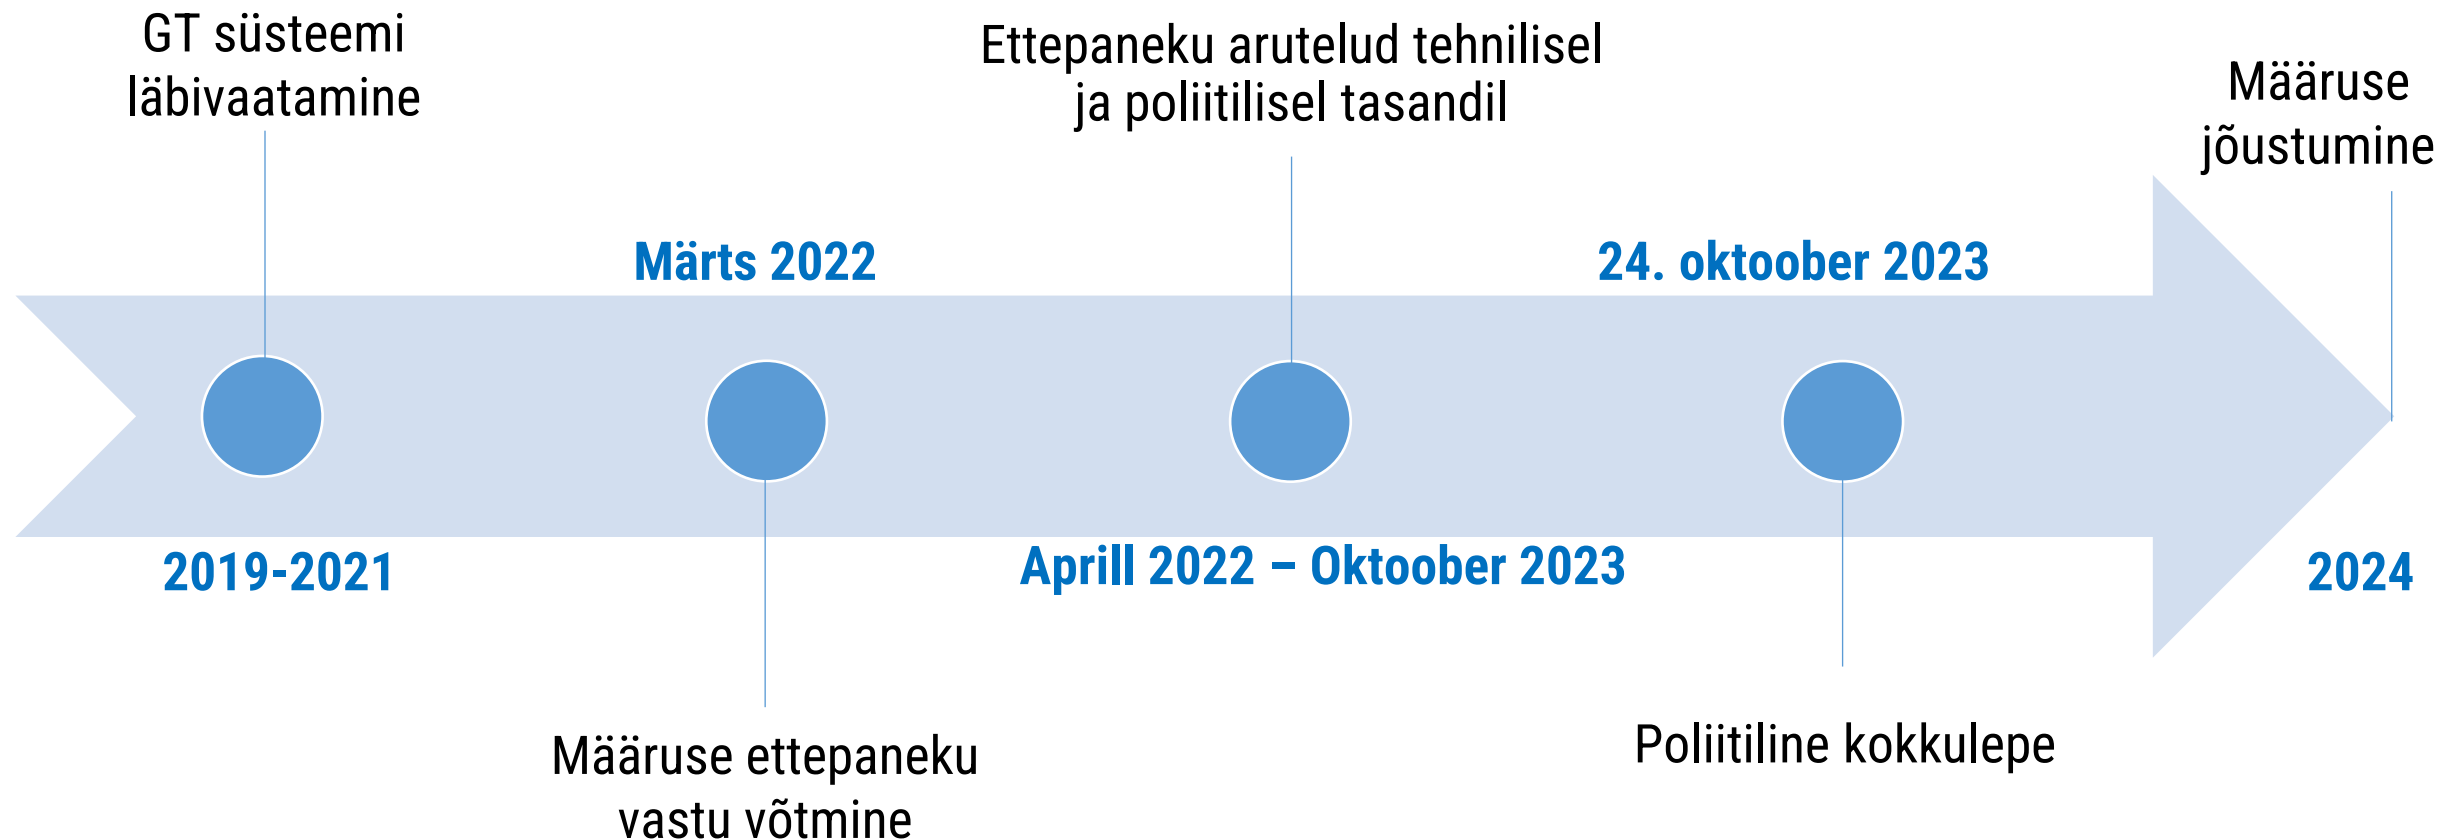 GT süsteemi
läbivaatamine
2019-2021
Märts 2022
Määruse ettepaneku
vastu võtmine
Ettepaneku arutelud tehnilisel
ja poliitilisel tasandil
Aprill 2022 – Oktoober 2023
24. oktoober 2023
Poliitiline kokkulepe
Määruse
jõustumine
2024